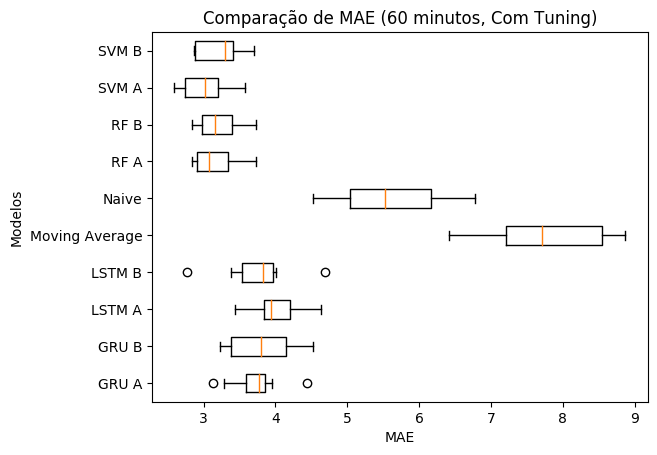 Comparação de MAE (60 minutos, Com Tuning)
Modelos
SVM B
SVM A
RF B
RF A
Naive
Moving Average
LSTM B
LSTM A
GRU B
GRU A
3 4 5 6 7 8 9
MAE